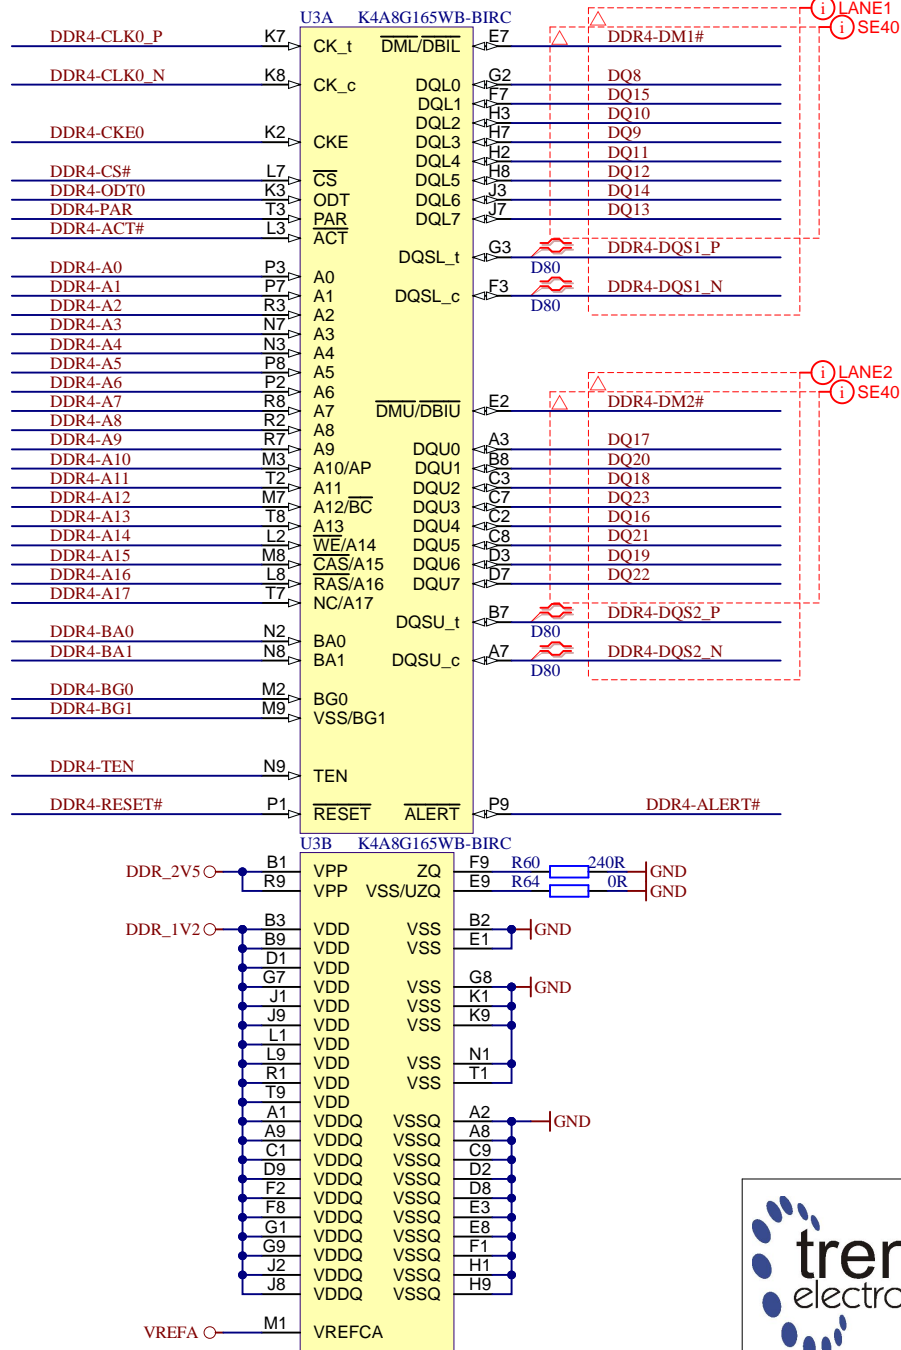 U3A K4A8G165WB-BIRC
LANE1
SE40
DDR4-CLK0_P K7 CK_t DML/DBIL E7 DDR4-DM1#
DDR4-CLK0_N K8 CK_c DQL0 G2 DQ8
DQL1 F7 DQ15
DQL2 H3 DQ10
DDR4-CKE0 K2 CKE DQL3 H7 DQ9
DQL4 H2 DQ11
DDR4-CS# L7 CS DQL5 H8 DQ12
DDR4-ODT0 K3 ODT DQL6 J3 DQ14
DDR4-PAR T3 PAR DQL7 J7 DQ13
DDR4-ACT# L3 ACT
DQSL_t G3 D80 DDR4-DQS1_P
DDR4-A0 P3 A0
DDR4-A1 P7 A1 DQSL_c F3 D80 DDR4-DQS1_N
DDR4-A2 R3 A2
DDR4-A3 N7 A3
DDR4-A4 N3 A4
DDR4-A5 P8 A5 LANE2
DDR4-A6 P2 A6 SE40
DDR4-A7 R8 A7 DMU/DBIU E2 DDR4-DM2#
DDR4-A8 R2 A8
DDR4-A9 R7 A9 DQU0 A3 DQ17
DDR4-A10 M3 A10/AP DQU1 B8 DQ20
DDR4-A11 T2 A11 DQU2 C3 DQ18
DDR4-A12 M7 A12/BC DQU3 C7 DQ23
DDR4-A13 T8 A13 DQU4 C2 DQ16
DDR4-A14 L2 WE/A14 DQU5 C8 DQ21
DDR4-A15 M8 CAS/A15 DQU6 D3 DQ19
DDR4-A16 L8 RAS/A16 DQU7 D7 DQ22
DDR4-A17 T7 NC/A17
DQSU_t B7 D80 DDR4-DQS2_P
DDR4-BA0 N2 BA0
DDR4-BA1 N8 BA1 DQSU_c A7 D80 DDR4-DQS2_N
DDR4-BG0 M2 BG0
DDR4-BG1 M9 VSS/BG1
DDR4-TEN N9 TEN
DDR4-RESET# P1 RESET ALERT P9 DDR4-ALERT#
U3B K4A8G165WB-BIRC
DDR_2V5 B1 VPP ZQ F9 R60 240R GND
R9 VPP VSS/UZQ E9 R64 0R GND
DDR_1V2 B3 VDD VSS B2 GND
B9 VDD VSS E1
D1 VDD
G7 VDD VSS G8 GND
J1 VDD VSS K1
J9 VDD VSS K9
L1 VDD
L9 VDD VSS N1
R1 VDD VSS T1
T9 VDD
A1 VDDQ VSSQ A2 GND
A9 VDDQ VSSQ A8
C1 VDDQ VSSQ C9
D9 VDDQ VSSQ D2
F2 VDDQ VSSQ D8
F8 VDDQ VSSQ E3
G1 VDDQ VSSQ E8
G9 VDDQ VSSQ F1
J2 VDDQ VSSQ H1
J8 VDDQ VSSQ H9
VREFA M1 VREFCA
tren
electro